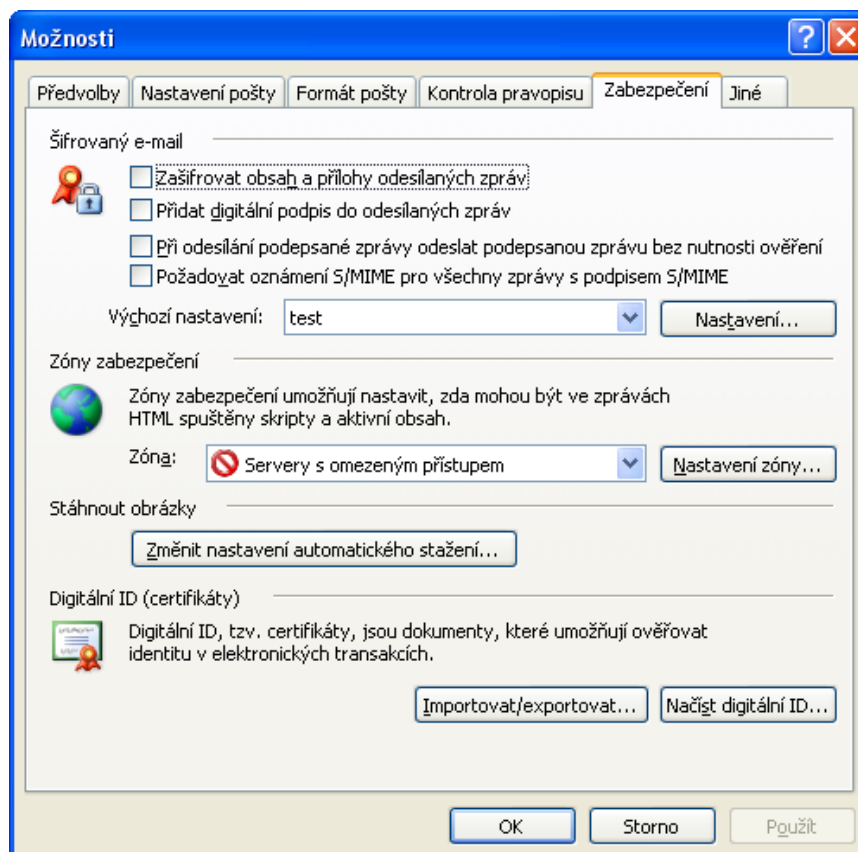 Možnosti
Předvolby Nastavení pošty Formát pošty Kontrola pravopisu Zabezpečení Jiné
Šifrovaný e-mail
Zašifrovat obsah a přílohy odesílaných zpráv
Přidat digitální podpis do odesílaných zpráv
Při odesílání podepsané zprávy odeslat podepsanou zprávu bez nutnosti ověření
Požadovat oznámení S/MIME pro všechny zprávy s podpisem S/MIME
Výchozí nastavení: test Nastavení...
Zóny zabezpečení
Zóny zabezpečení umožňují nastavit, zda mohou být ve zprávách
HTML spuštěny skripty a aktivní obsah.
Zóna: Servery s omezeným přístupem Nastavení zóny...
Stáhnout obrázky
Změnit nastavení automatického stažení...
Digitální ID (certifikáty)
Digitální ID, tzv. certifikáty, jsou dokumenty, které umožňují ověřovat
identitu v elektronických transakcích.
Importovat/exportovat... Načíst digitální ID...
OK Storno Použít